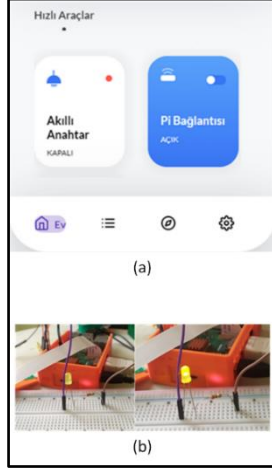 Hızlı Araçlar
Akıllı
Anahtar
KAPALI
Pi Bağlantısı
AÇIK
Ev
(a)
(b)